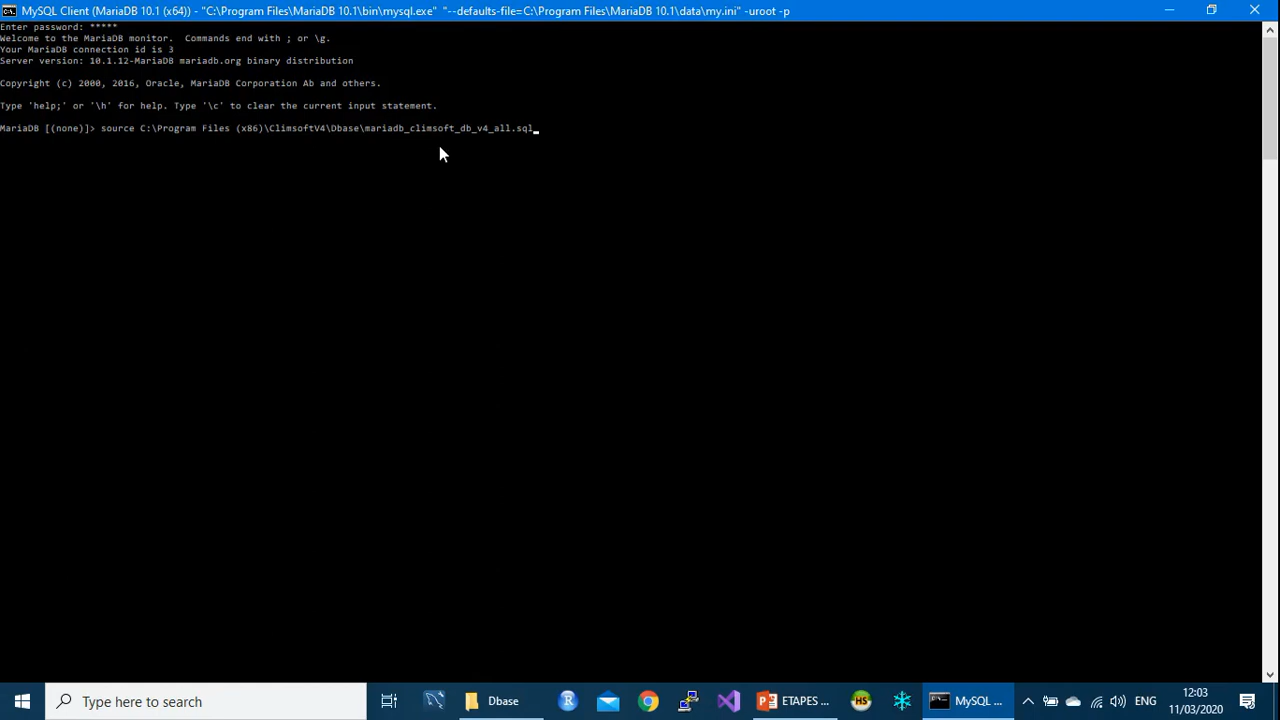 MySQL Client (MariaDB 10.1 (x64)) - "C:\Program Files\MariaDB 10.1\bin\mysql.exe" "--defaults-file=C:\Program Files\MariaDB 10.1\data\my.ini" -uroot -p
Enter password: *****
Welcome to the MariaDB monitor.  Commands end with ; or \g.
Your MariaDB connection id is 3
Server version: 10.1.12-MariaDB mariadb.org binary distribution
Copyright (c) 2000, 2016, Oracle, MariaDB Corporation Ab and others.
Type 'help;' or '\h' for help. Type '\c' to clear the current input statement.
MariaDB [(none)]> source C:\Program Files (x86)\ClimsoftV4\Dbase\mariadb_climsoft_db_v4_all.sql_
Type here to search
Dbase
R
P
ETAPES ...
HS
MySQL ...
ENG
12:03
11/03/2020